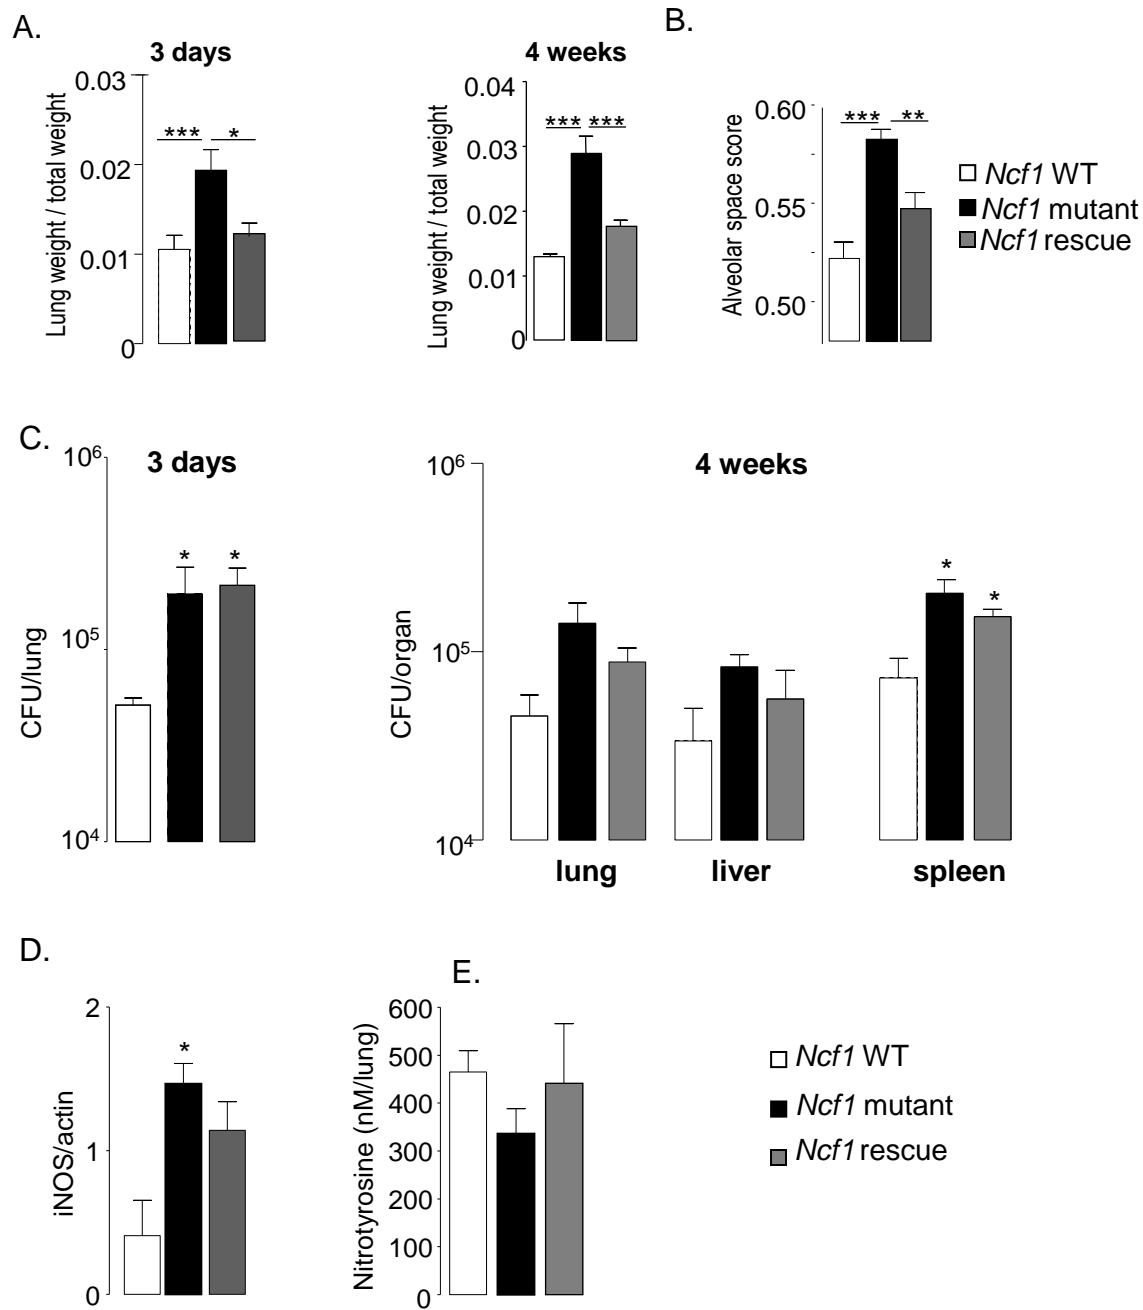 A.
3 days
Lung weight / total weight
0.03
0.02
0.01
0
***
*
4 weeks
Lung weight / total weight
0.04
0.03
0.02
0.01
0
***
***
B.
Alveolar space score
0.60
0.55
0.50
***
**
Ncf1 WT
Ncf1 mutant
Ncf1 rescue
C.
3 days
CFU/lung
10⁶
10⁵
10⁴
*
*
4 weeks
CFU/organ
10⁶
10⁵
10⁴
*
*
lung
liver
spleen
D.
iNOS/actin
2
1
0
*
E.
Nitrotyrosine (nM/lung)
600
500
400
300
200
100
0
Ncf1 WT
Ncf1 mutant
Ncf1 rescue